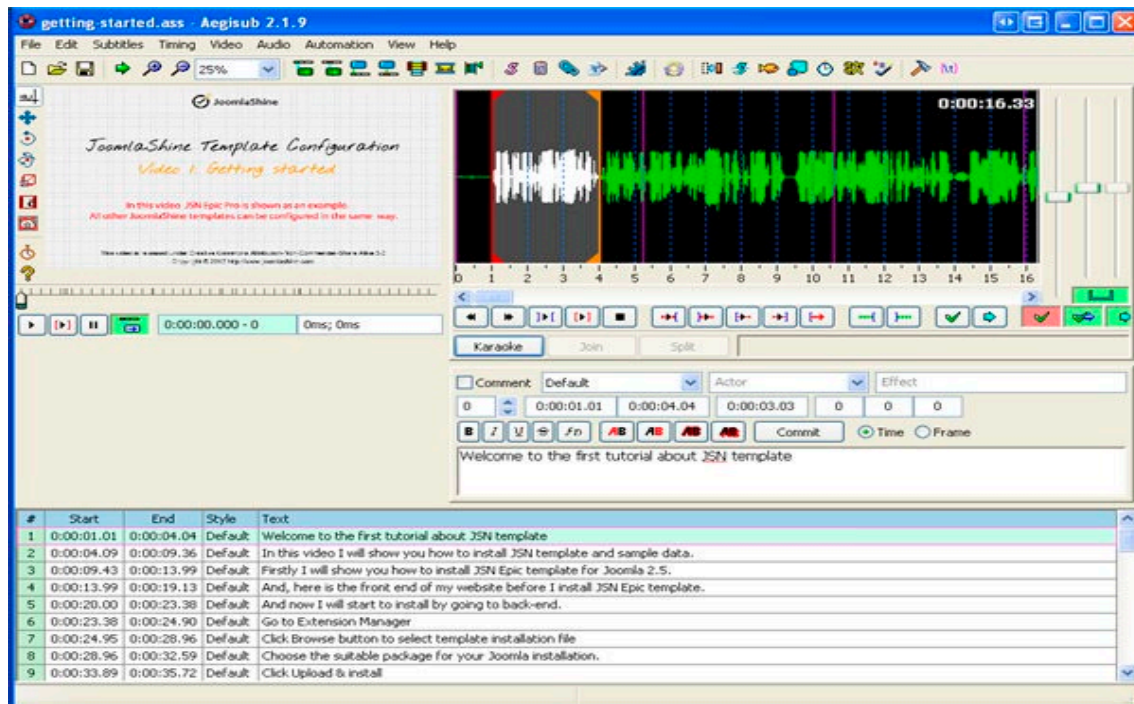 getting-started.ass - Aegisub 2.1.9
File Edit Subtitles Timing Video Audio Automation View Help
25%
JoomlaShine
JoomlaShine Template Configuration
Video 1: Getting started
In this video JSN Epic Pro is shown as an example.
All other JoomlaShine templates can be configured in the same way.
0:00:16.33
0 1 2 3 4 5 6 7 8 9 10 11 12 13 14 15 16
0:00:00.000 - 0 0ms; 0ms
Karaoke Join Split
Comment Default Actor Effect
0 0:00:01.01 0:00:04.04 0:00:03.03 0 0 0
B I U S Fn AB AB AB AB Commit Time Frame
Welcome to the first tutorial about JSN template
# Start End Style Text
1 0:00:01.01 0:00:04.04 Default Welcome to the first tutorial about JSN template
2 0:00:04.09 0:00:09.36 Default In this video I will show you how to install JSN template and sample data.
3 0:00:09.43 0:00:13.99 Default Firstly I will show you how to install JSN Epic template for Joomla 2.5.
4 0:00:13.99 0:00:19.13 Default And, here is the front end of my website before I install JSN Epic template.
5 0:00:20.00 0:00:23.38 Default And now I will start to install by going to back-end.
6 0:00:23.38 0:00:24.90 Default Go to Extension Manager
7 0:00:24.95 0:00:28.96 Default Click Browse button to select template installation file
8 0:00:28.96 0:00:32.59 Default Choose the suitable package for your Joomla installation.
9 0:00:33.89 0:00:35.72 Default Click Upload & install